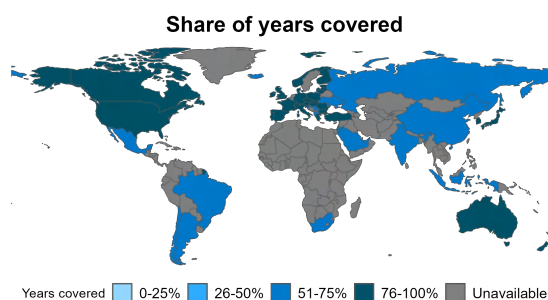 Share of years covered
Years covered 0-25% 26-50% 51-75% 76-100% Unavailable